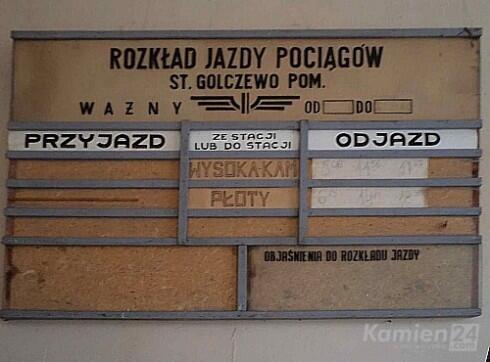 ROZKŁAD JAZDY POCIĄGÓW
ST. GOLCZEWO POM.
WAŻNY OD DO
PRZYJAZD
ZE STACJI
LUB DO STACJI
ODJAZD
WYSOKA-KAM
PŁOTY
OBJAŚNIENIA DO ROZKŁADU JAZDY
Kamien24
.com